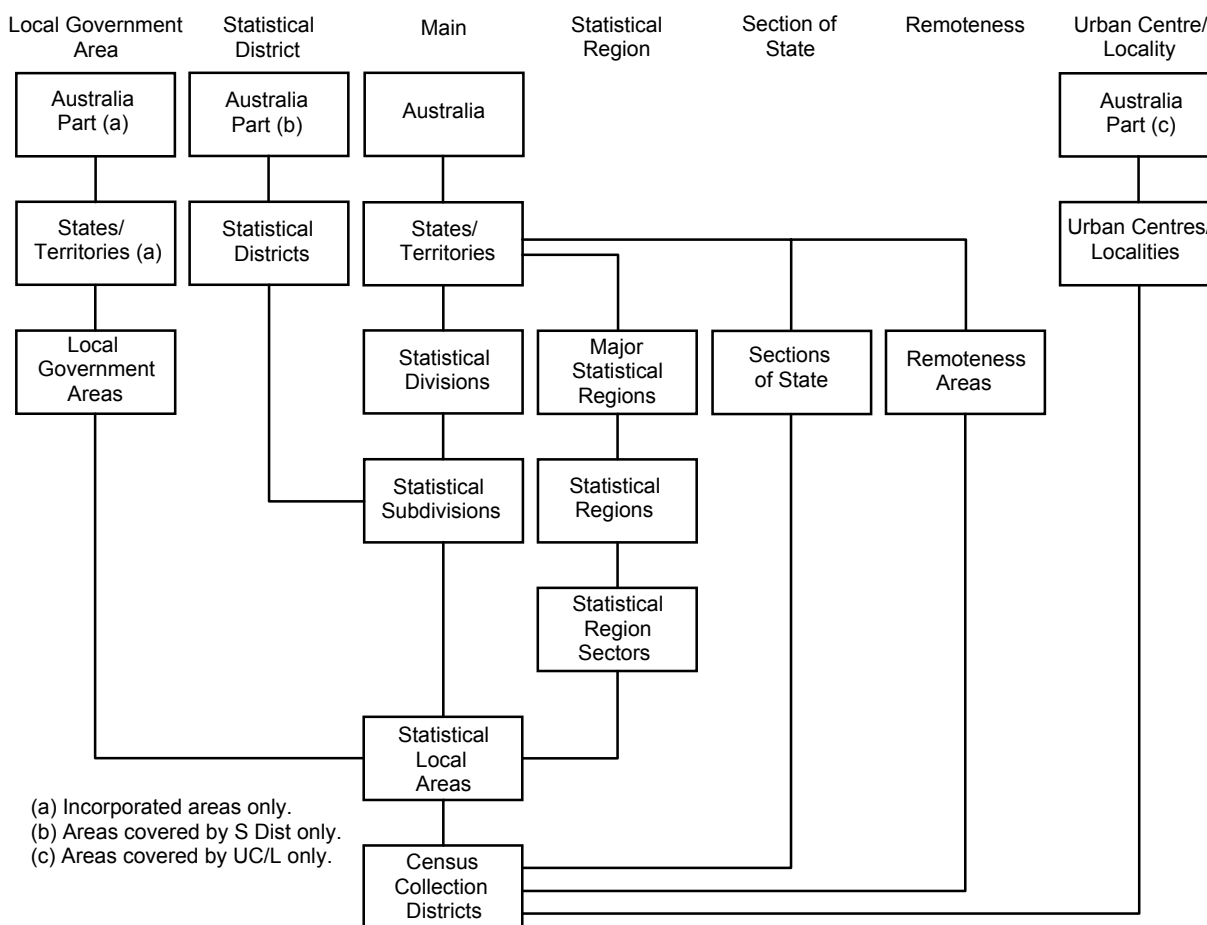 Local Government
Area
Statistical
District
Main
Statistical
Region
Section of
State
Remoteness
Urban Centre/
Locality
Australia
Part (a)
Australia
Part (b)
Australia
Australia
Part (c)
States/
Territories (a)
Statistical
Districts
States/
Territories
Urban Centres/
Localities
Local
Government
Areas
Statistical
Divisions
Major
Statistical
Regions
Sections
of State
Remoteness
Areas
Statistical
Subdivisions
Statistical
Regions
Statistical
Region
Sectors
Statistical
Local
Areas
(a) Incorporated areas only.
(b) Areas covered by S Dist only.
(c) Areas covered by UC/L only.
Census
Collection
Districts